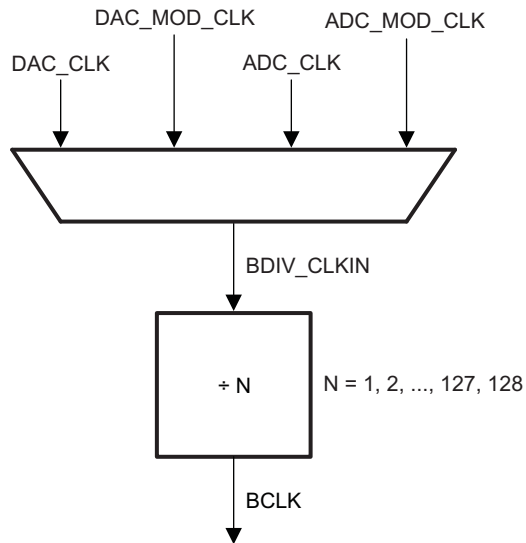 DAC_MOD_CLK
ADC_MOD_CLK
DAC_CLK
ADC_CLK
BDIV_CLKIN
÷ N
N = 1, 2, ..., 127, 128
BCLK